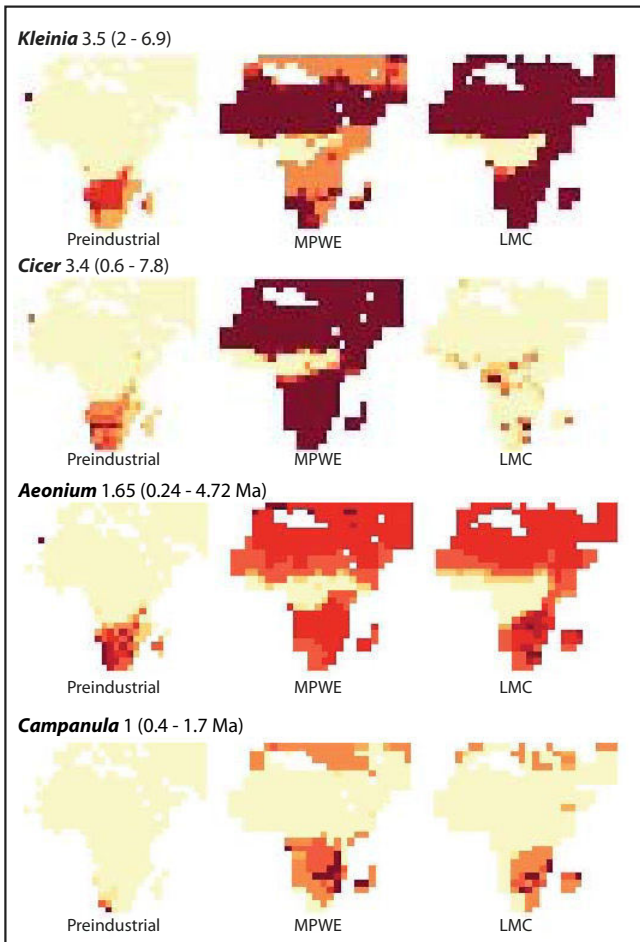 Kleinia 3.5 (2 - 6.9)
Preindustrial MPWE LMC
Cicer 3.4 (0.6 - 7.8)
Preindustrial MPWE LMC
Aeonium 1.65 (0.24 - 4.72 Ma)
Preindustrial MPWE LMC
Campanula 1 (0.4 - 1.7 Ma)
Preindustrial MPWE LMC